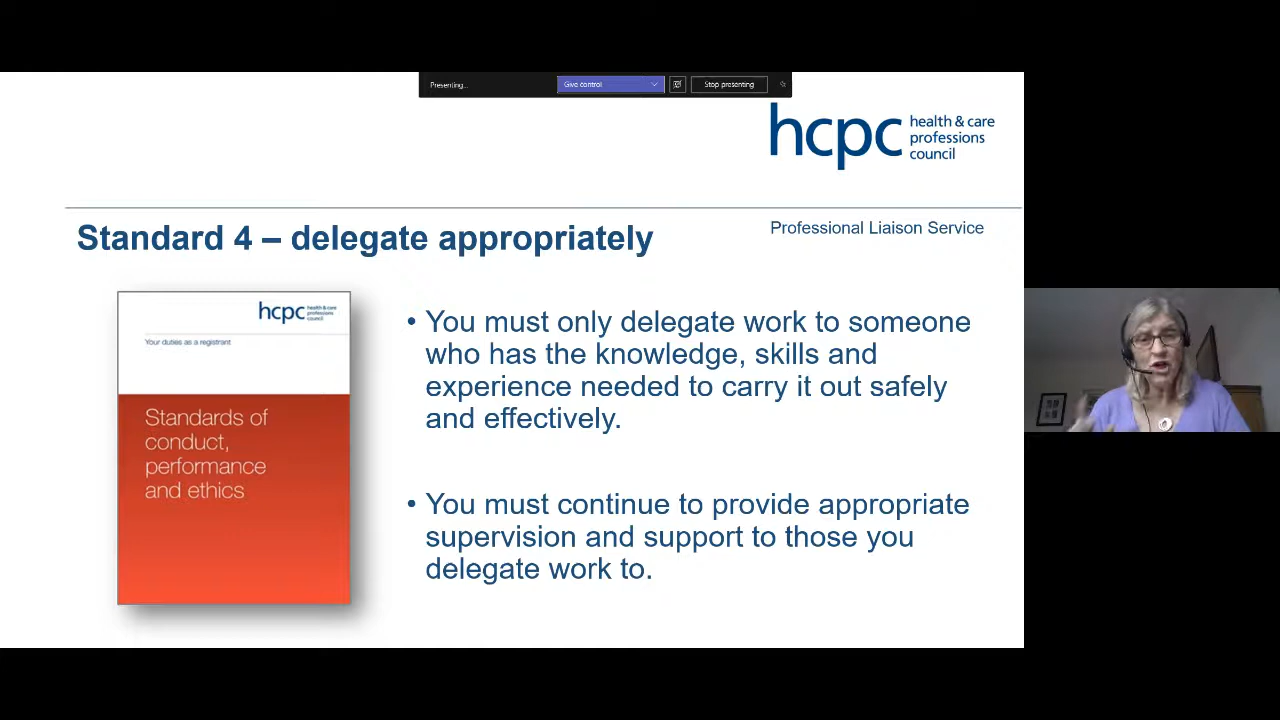 Presenting...
Give control
Stop presenting
hcpc health & care
professions
council
Professional Liaison Service
Standard 4 – delegate appropriately
hcpc health & care
professions
council
Your duties as a registrant
Standards of
conduct,
performance
and ethics
• You must only delegate work to someone
who has the knowledge, skills and
experience needed to carry it out safely
and effectively.
• You must continue to provide appropriate
supervision and support to those you
delegate work to.